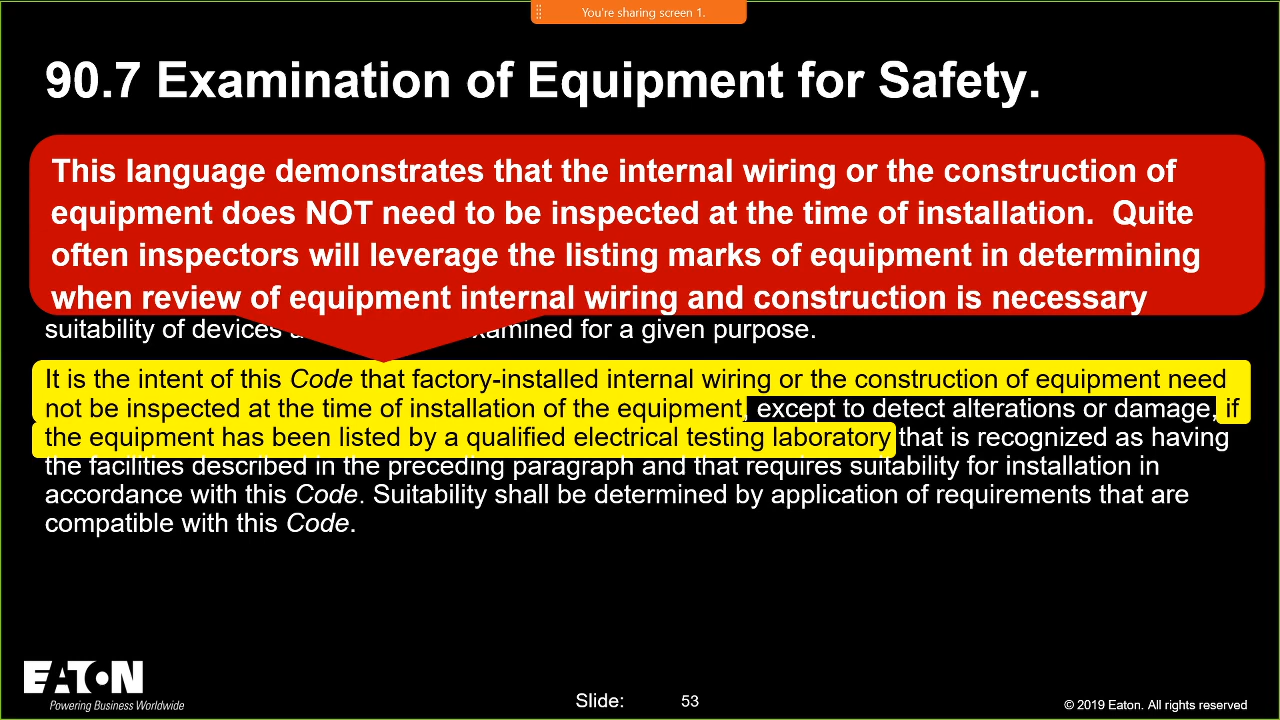 You're sharing screen 1.
90.7 Examination of Equipment for Safety.
This language demonstrates that the internal wiring or the construction of
equipment does NOT need to be inspected at the time of installation.  Quite
often inspectors will leverage the listing marks of equipment in determining
when review of equipment internal wiring and construction is necessary
suitability of devices examined for a given purpose.
It is the intent of this Code that factory-installed internal wiring or the construction of equipment need
not be inspected at the time of installation of the equipment, except to detect alterations or damage, if
the equipment has been listed by a qualified electrical testing laboratory that is recognized as having
the facilities described in the preceding paragraph and that requires suitability for installation in
accordance with this Code. Suitability shall be determined by application of requirements that are
compatible with this Code.
EATON
Powering Business Worldwide
Slide: 53
© 2019 Eaton. All rights reserved